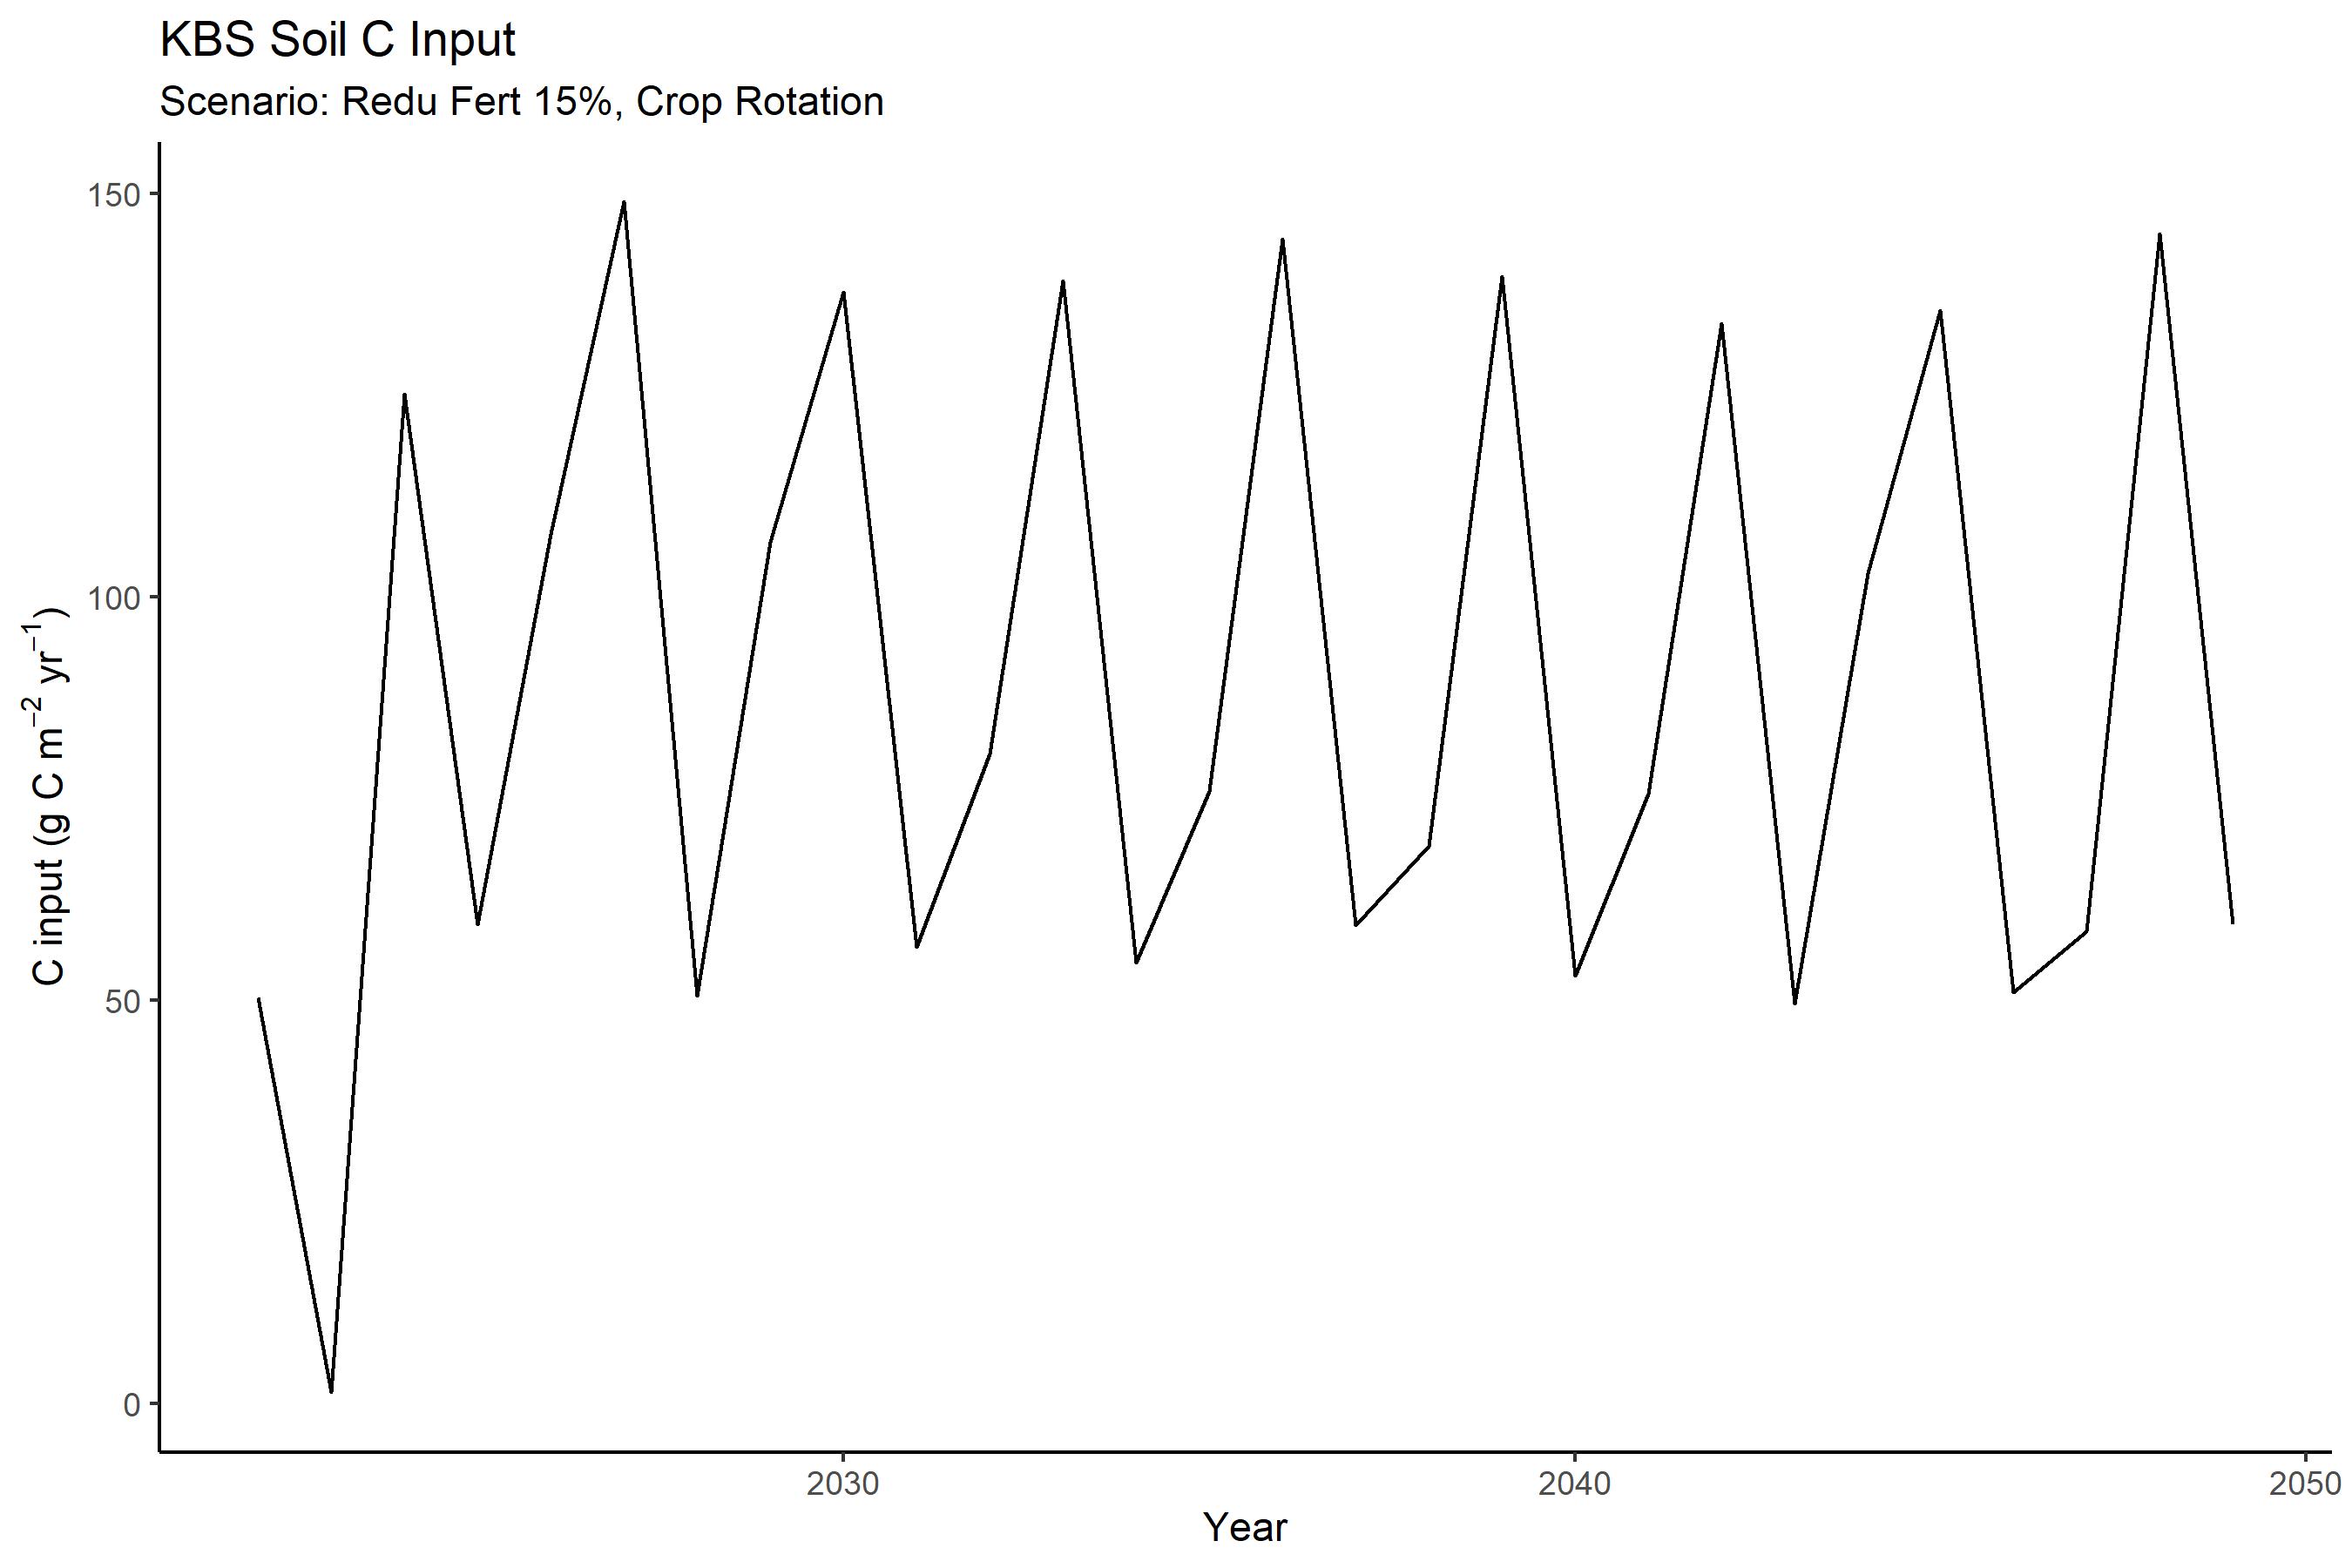 KBS Soil C Input
Scenario: Redu Fert 15%, Crop Rotation
C input (g C m⁻² yr⁻¹)
150
100
50
0
2030 2040 2050
Year